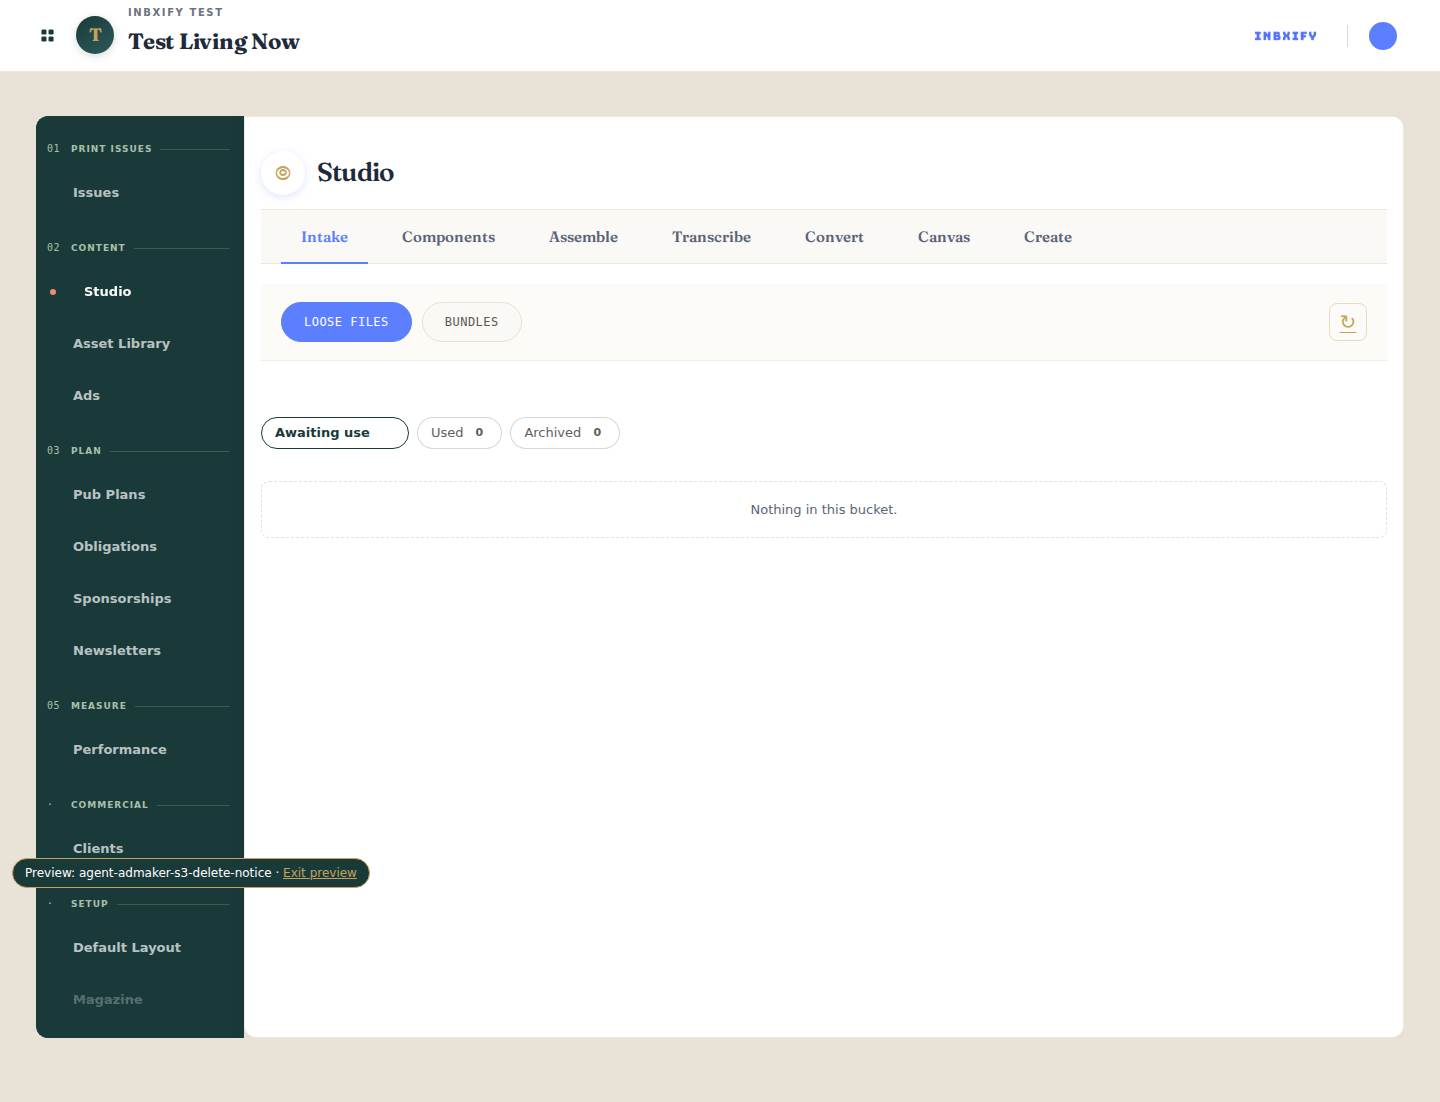 INBXIFY TEST
T
Test Living Now
INBXIFY
01 PRINT ISSUES
Issues
02 CONTENT
Studio
Asset Library
Ads
03 PLAN
Pub Plans
Obligations
Sponsorships
Newsletters
05 MEASURE
Performance
· COMMERCIAL
Clients
Preview: agent-admaker-s3-delete-notice · Exit preview
· SETUP
Default Layout
Magazine
Studio
Intake Components Assemble Transcribe Convert Canvas Create
LOOSE FILES BUNDLES ↻
Awaiting use Used 0 Archived 0
Nothing in this bucket.